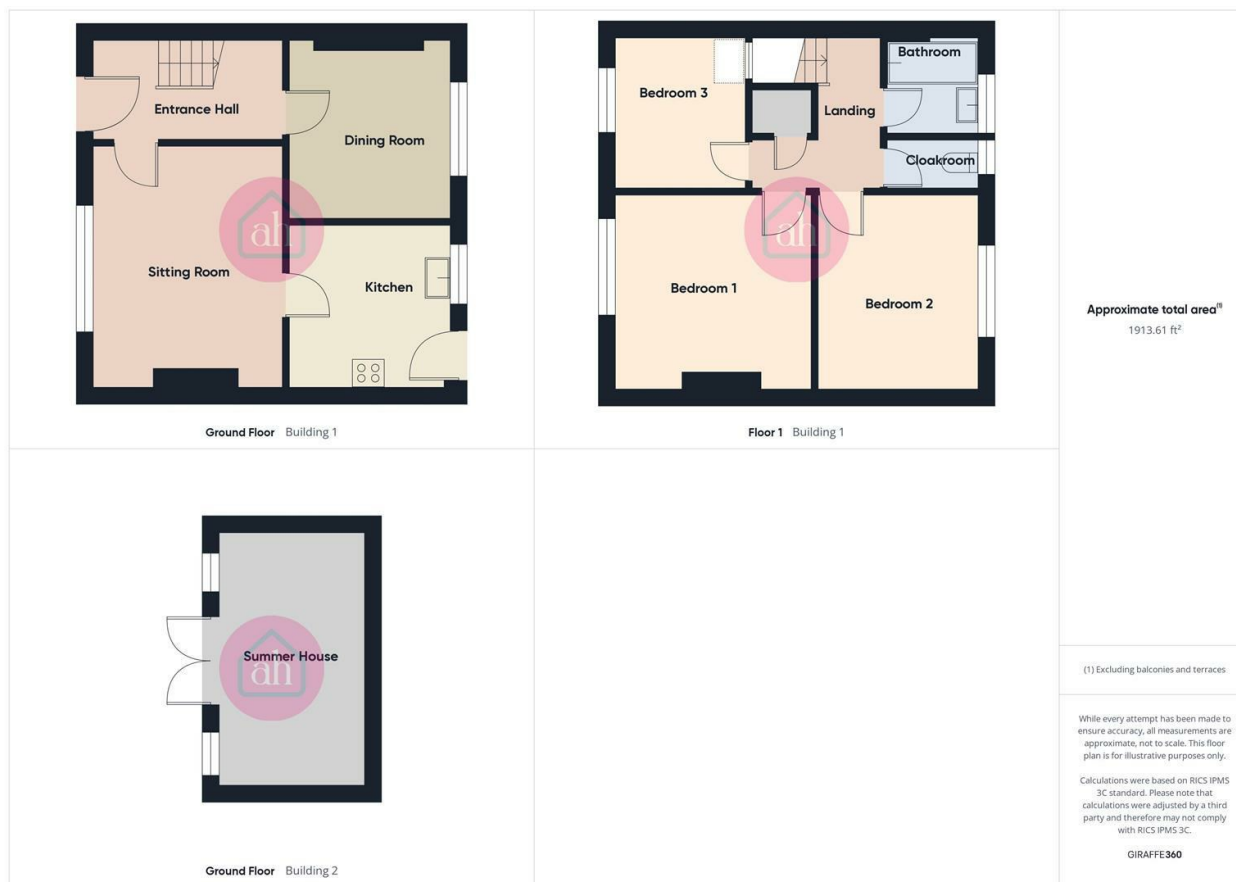 Entrance Hall
Dining Room
Sitting Room
Kitchen
ah
Ground Floor Building 1
Bedroom 3
Landing
Bathroom
Cloakroom
Bedroom 1
Bedroom 2
ah
Floor 1 Building 1
Summer House
ah
Ground Floor Building 2
Approximate total area⁽¹⁾
1913.61 ft²
(1) Excluding balconies and terraces
While every attempt has been made to
ensure accuracy, all measurements are
approximate, not to scale. This floor
plan is for illustrative purposes only.
Calculations were based on RICS IPMS
3C standard. Please note that
calculations were adjusted by a third
party and therefore may not comply
with RICS IPMS 3C.
GIRAFFE360